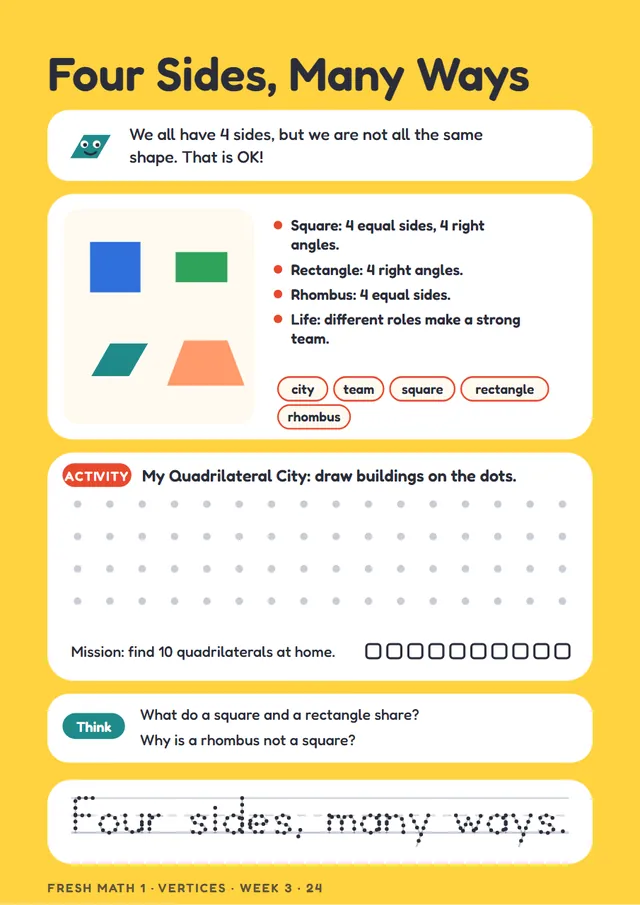 Four Sides, Many Ways
We all have 4 sides, but we are not all the same
shape. That is OK!
Square: 4 equal sides, 4 right
angles.
Rectangle: 4 right angles.
Rhombus: 4 equal sides.
Life: different roles make a strong
team.
city team square rectangle
rhombus
ACTIVITY My Quadrilateral City: draw buildings on the dots.
Mission: find 10 quadrilaterals at home.
Think
What do a square and a rectangle share?
Why is a rhombus not a square?
Four sides, many ways.
FRESH MATH 1 · VERTICES · WEEK 3 · 24